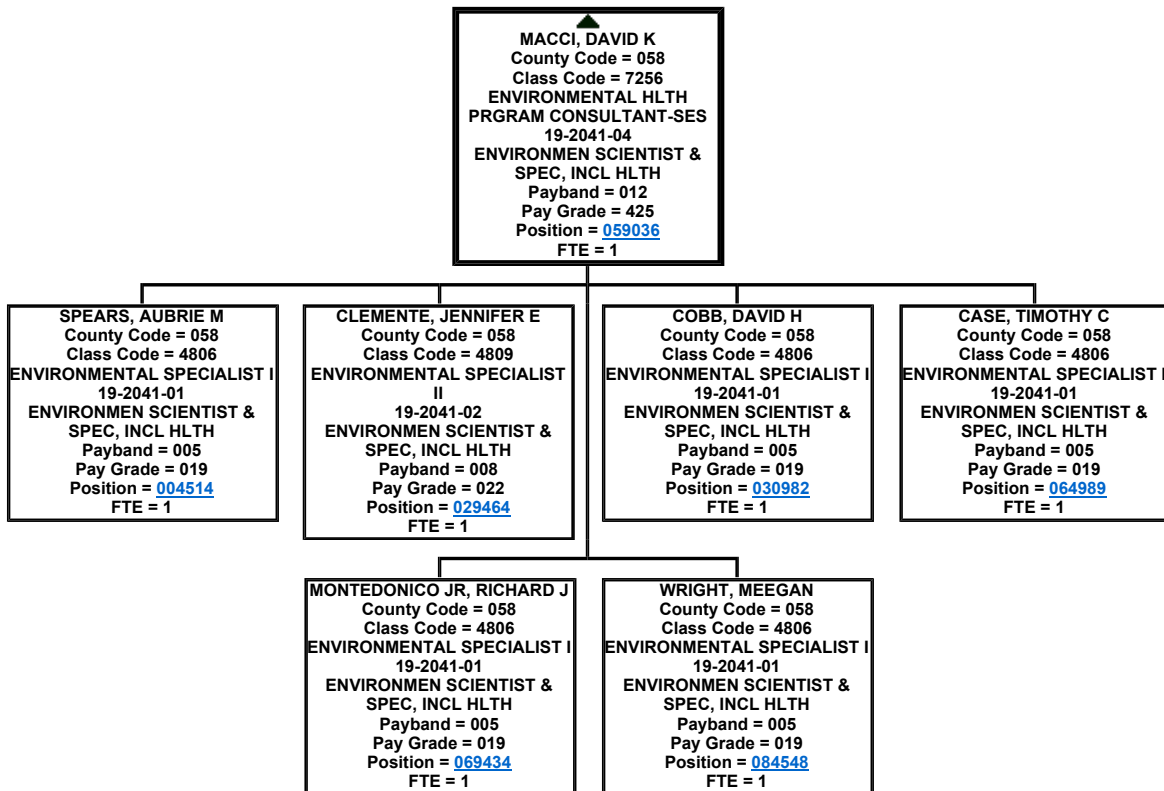 MACCI, DAVID K
County Code = 058
Class Code = 7256
ENVIRONMENTAL HLTH
PRGRAM CONSULTANT-SES
19-2041-04
ENVIRONMEN SCIENTIST &
SPEC, INCL HLTH
Payband = 012
Pay Grade = 425
Position = 059036
FTE = 1
SPEARS, AUBRIE M
County Code = 058
Class Code = 4806
ENVIRONMENTAL SPECIALIST I
19-2041-01
ENVIRONMEN SCIENTIST &
SPEC, INCL HLTH
Payband = 005
Pay Grade = 019
Position = 004514
FTE = 1
CLEMENTE, JENNIFER E
County Code = 058
Class Code = 4809
ENVIRONMENTAL SPECIALIST
II
19-2041-02
ENVIRONMEN SCIENTIST &
SPEC, INCL HLTH
Payband = 008
Pay Grade = 022
Position = 029464
FTE = 1
COBB, DAVID H
County Code = 058
Class Code = 4806
ENVIRONMENTAL SPECIALIST I
19-2041-01
ENVIRONMEN SCIENTIST &
SPEC, INCL HLTH
Payband = 005
Pay Grade = 019
Position = 030982
FTE = 1
CASE, TIMOTHY C
County Code = 058
Class Code = 4806
ENVIRONMENTAL SPECIALIST I
19-2041-01
ENVIRONMEN SCIENTIST &
SPEC, INCL HLTH
Payband = 005
Pay Grade = 019
Position = 064989
FTE = 1
MONTEDONICO JR, RICHARD J
County Code = 058
Class Code = 4806
ENVIRONMENTAL SPECIALIST I
19-2041-01
ENVIRONMEN SCIENTIST &
SPEC, INCL HLTH
Payband = 005
Pay Grade = 019
Position = 069434
FTE = 1
WRIGHT, MEEGAN
County Code = 058
Class Code = 4806
ENVIRONMENTAL SPECIALIST I
19-2041-01
ENVIRONMEN SCIENTIST &
SPEC, INCL HLTH
Payband = 005
Pay Grade = 019
Position = 084548
FTE = 1